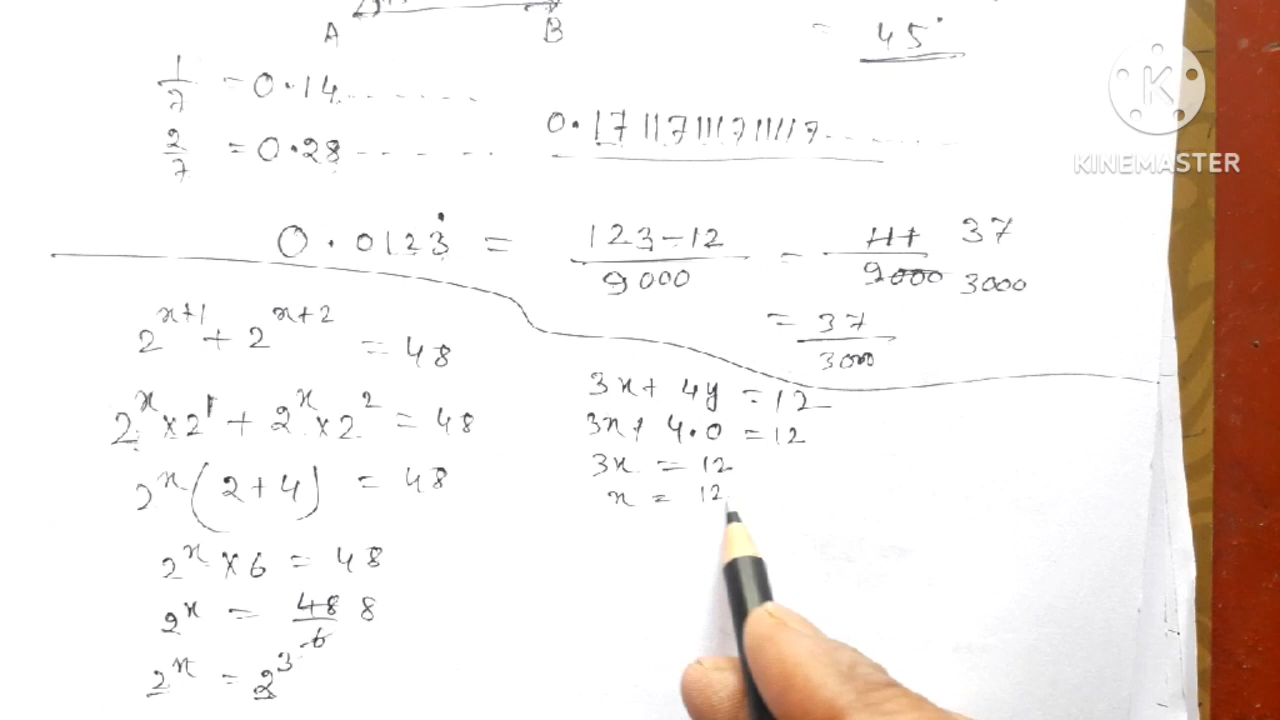 A B
= 45°
1/7 = 0.14.......
2/7 = 0.28.......
0.17117111711117......
K
KINEMASTER
0.0123̇ = (123-12)/9000 = 111/9000 37/3000
= 37/3000
2^(x+1) + 2^(x+2) = 48
2^x × 2^1 + 2^x × 2^2 = 48
2^x (2+4) = 48
2^x × 6 = 48
2^x = 48/6 8
2^x = 2^3
3x + 4y = 12
3x + 4.0 = 12
3x = 12
x = 12